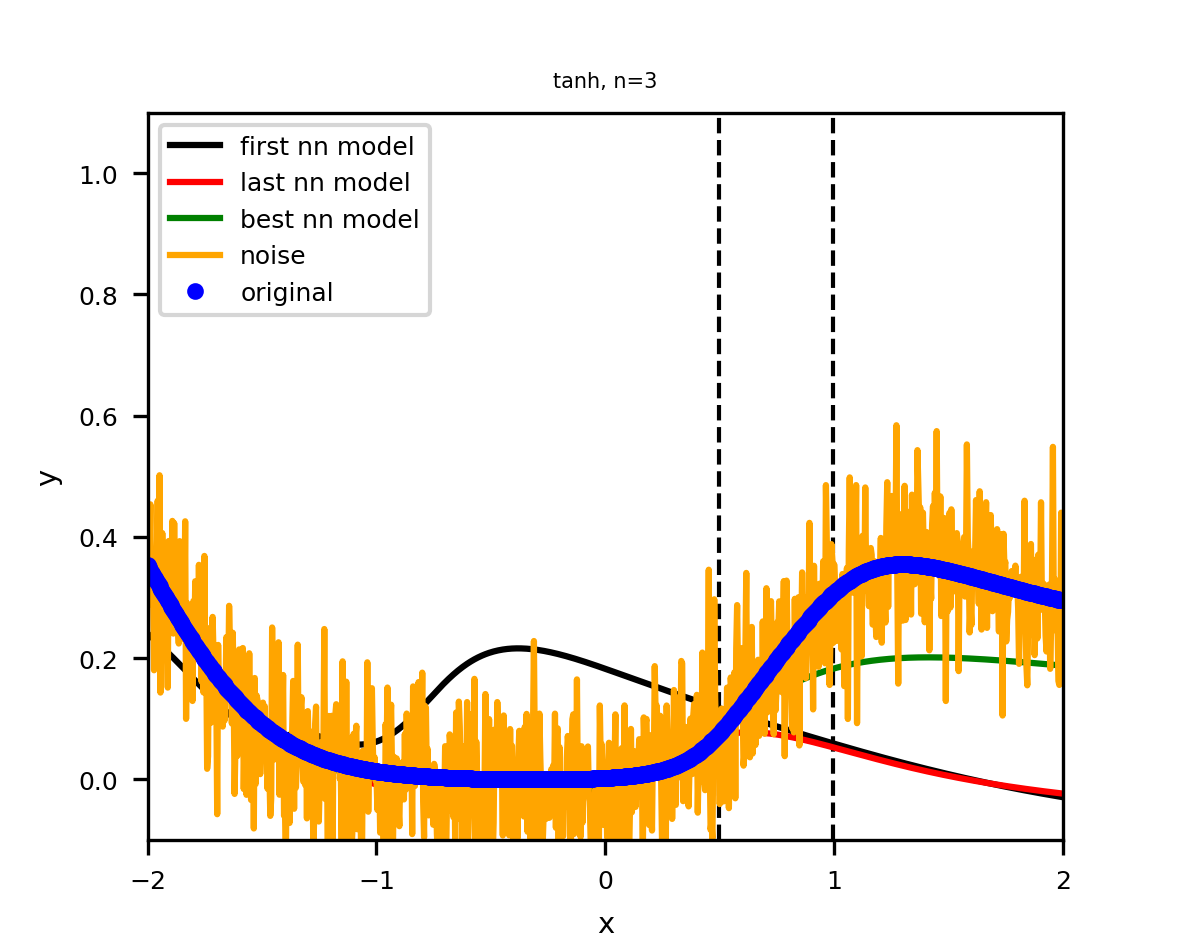 tanh, n=3
first nn model
last nn model
best nn model
noise
original
1.0
0.8
0.6
0.4
0.2
0.0
y
−2
−1
0
1
2
x